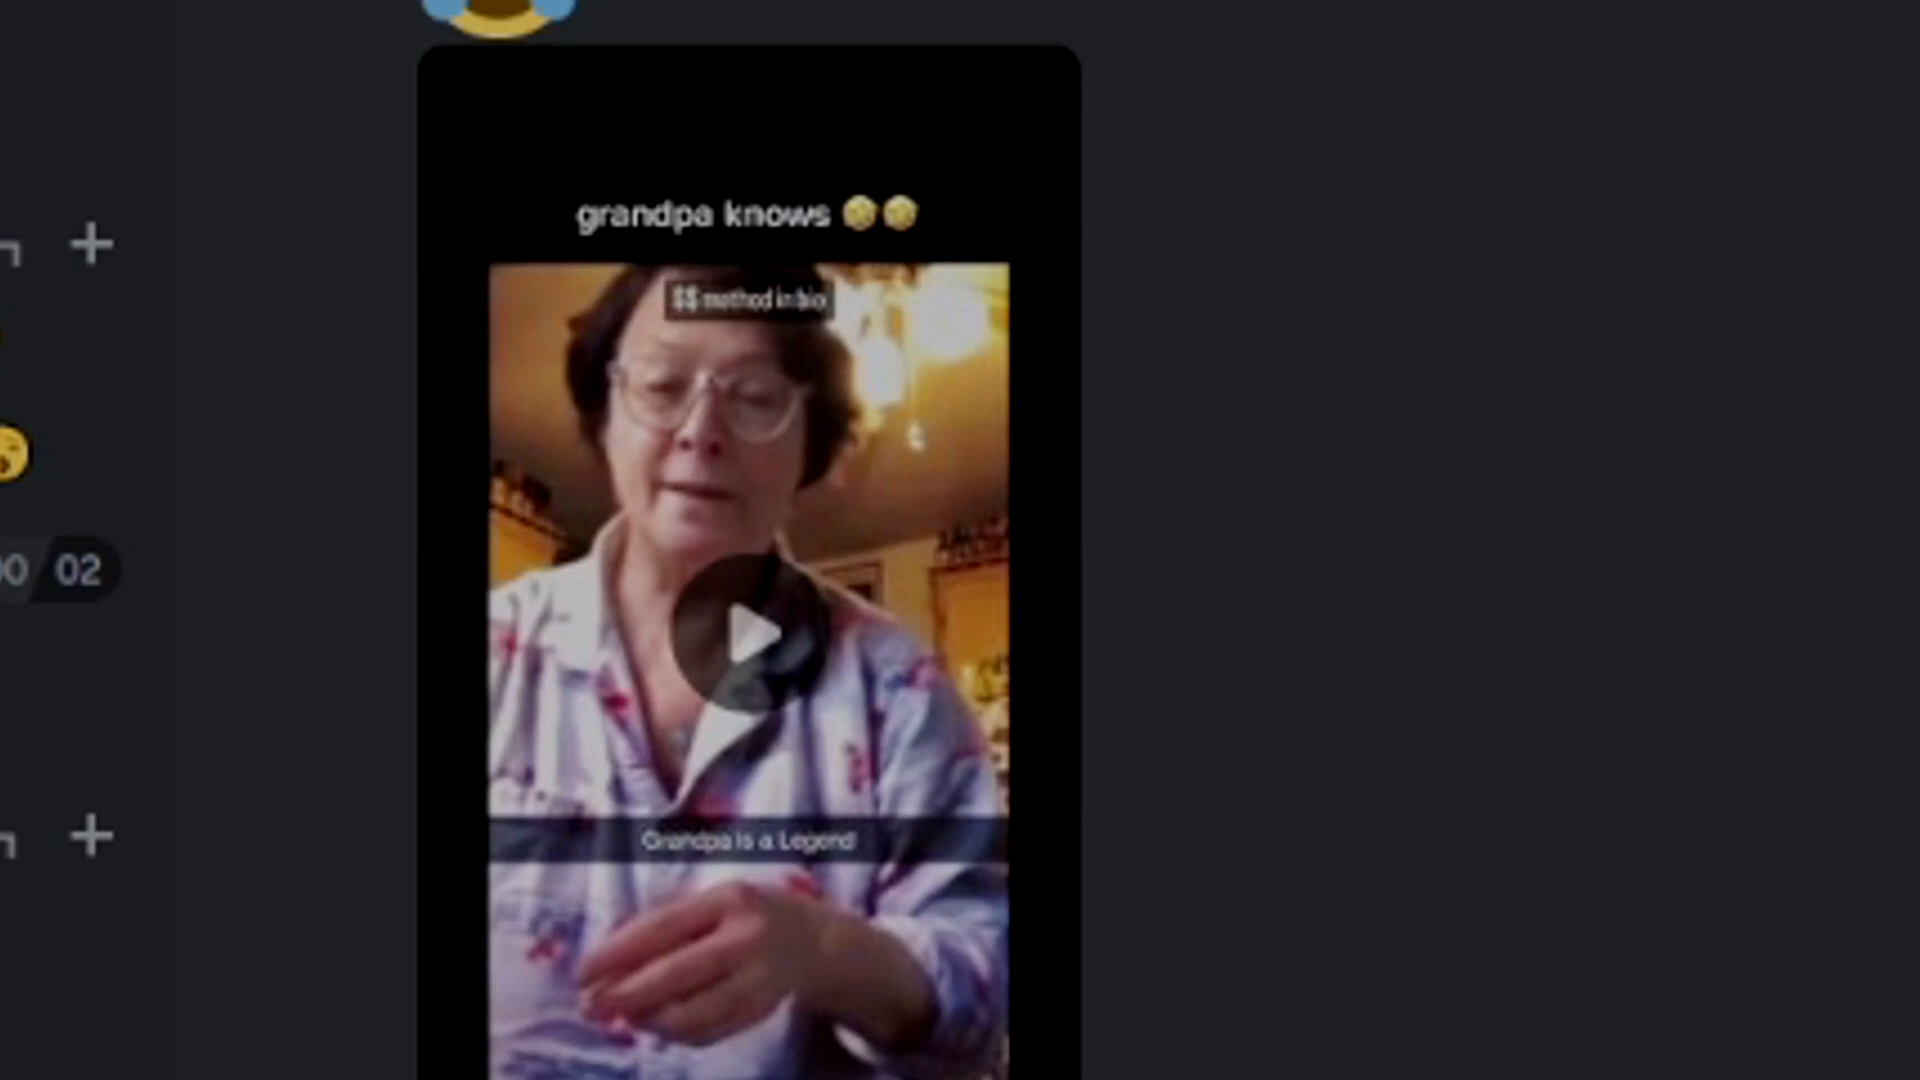 grandpa knows
$$ method in bio
02
Grandpa is a Legend